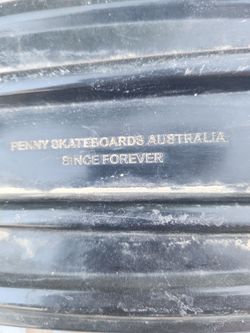 PENNY SKATEBOARDS AUSTRALIA
SINCE FOREVER